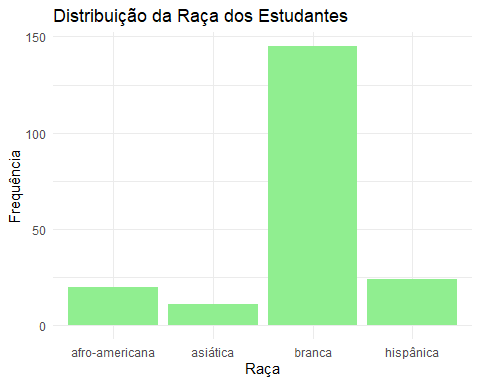 Distribuição da Raça dos Estudantes
Frequência
150
100
50
0
afro-americana asiática branca hispânica
Raça